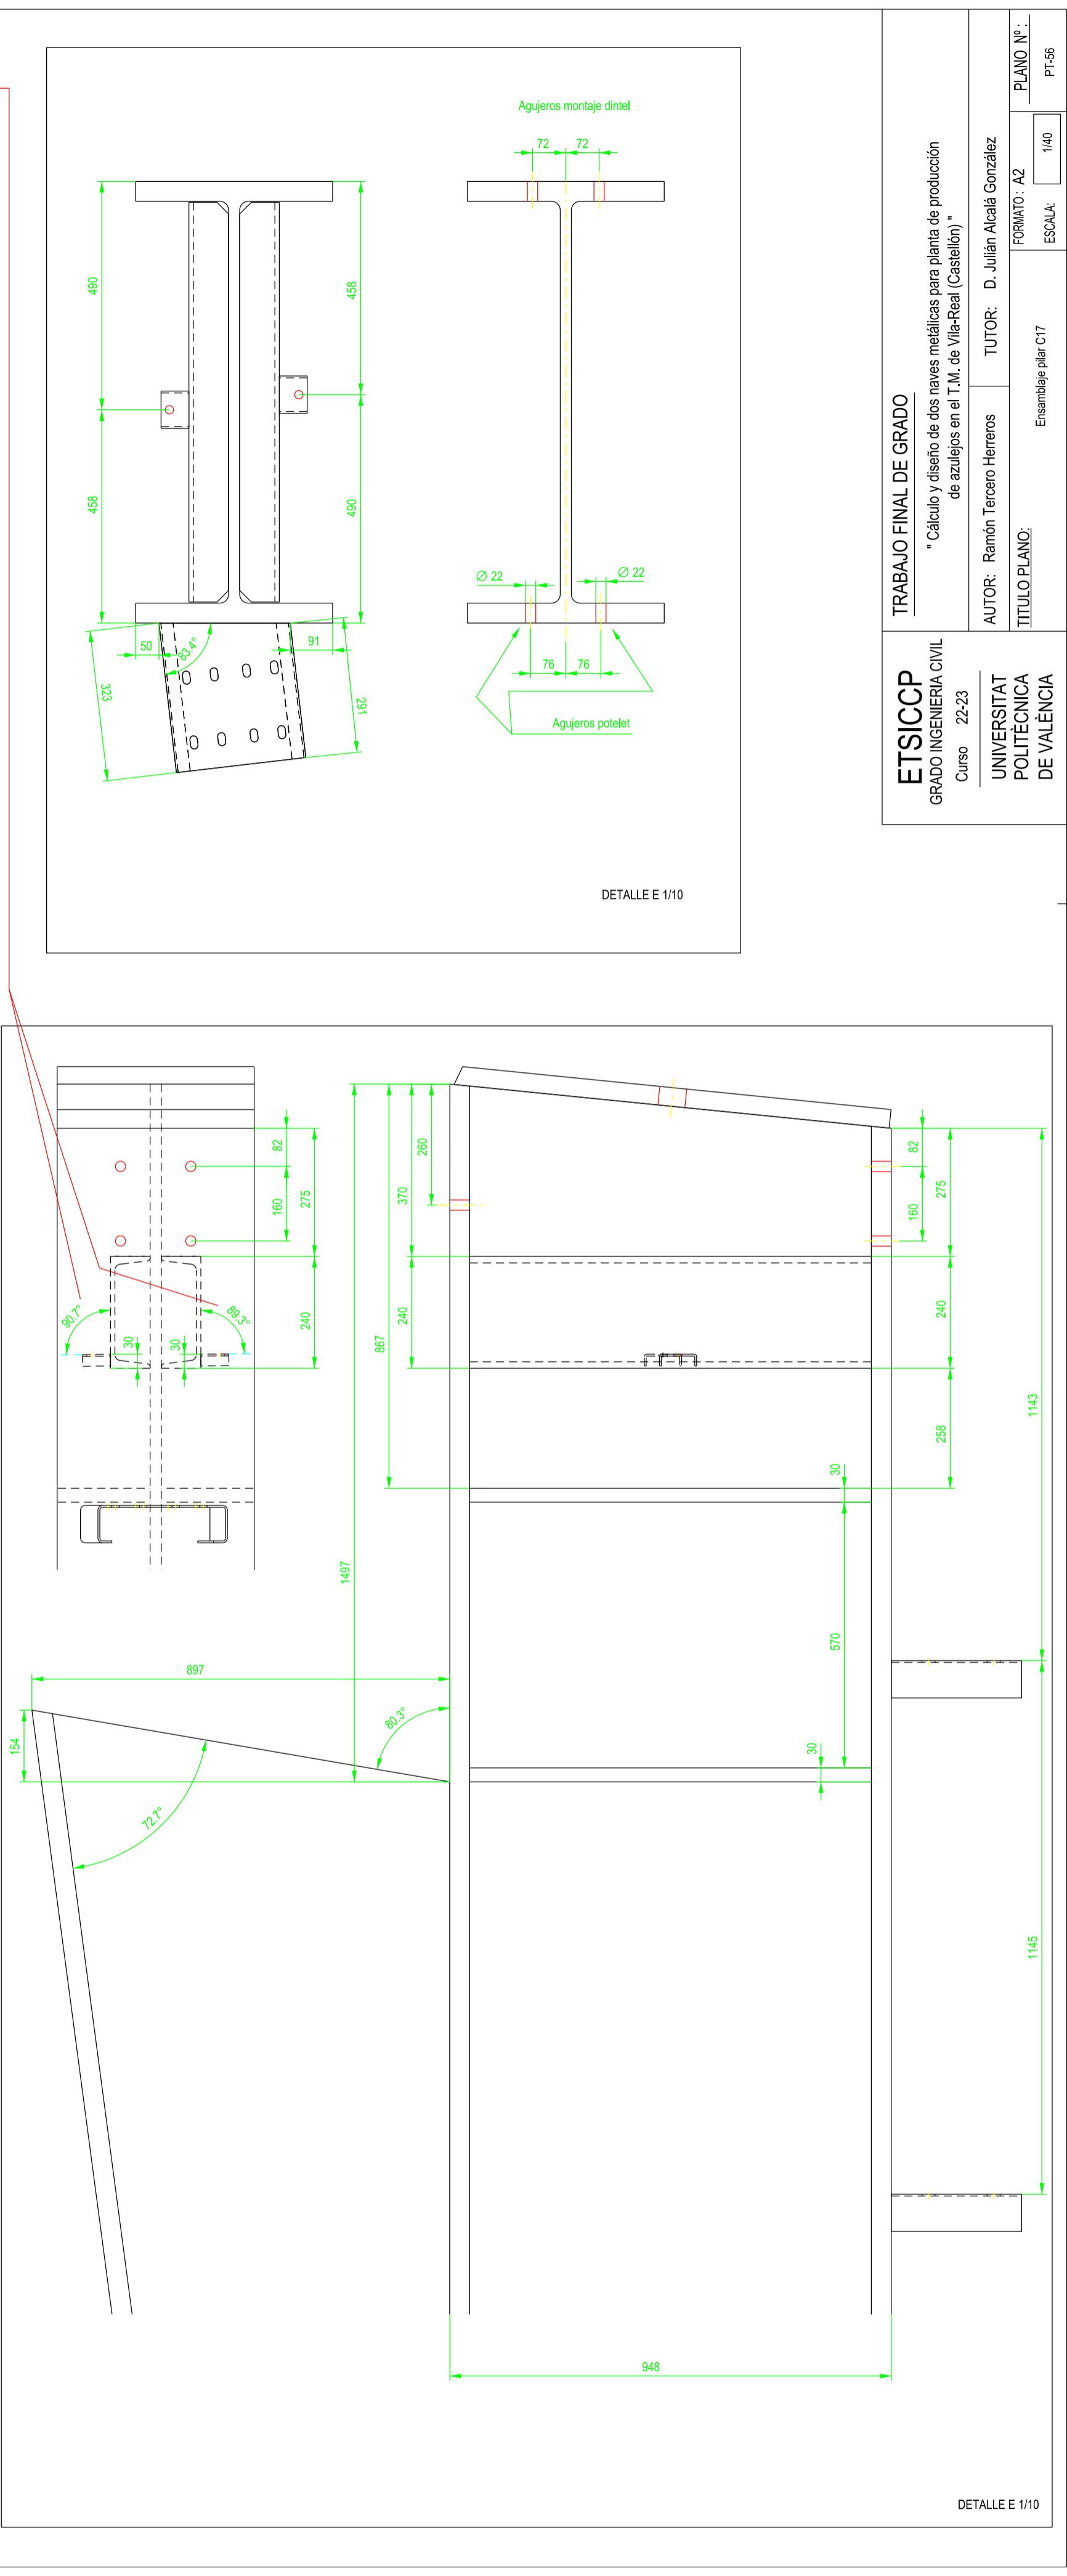 Agujeros montaje dintel
72
72
490
458
458
490
Ø 22
Ø 22
50
83.4°
91
323
291
76
76
Agujeros potelet
DETALLE E 1/10
TRABAJO FINAL DE GRADO
" Cálculo y diseño de dos naves metálicas para planta de producción
de azulejos en el T.M. de Vila-Real (Castellón) "
AUTOR: Ramón Tercero Herreros
TUTOR: D. Julián Alcalá González
TITULO PLANO:
Ensamblaje pilar C17
FORMATO : A2
ESCALA: 1/40
PLANO Nº :
PT-56
ETSICCP
GRADO INGENIERIA CIVIL
Curso 22-23
UNIVERSITAT
POLITÈCNICA
DE VALÈNCIA
82
160
275
240
90.7°
89.3°
30
30
260
370
240
867
1497
82
160
275
240
258
30
570
30
1143
1145
897
154
80.3°
72.7°
948
DETALLE E 1/10